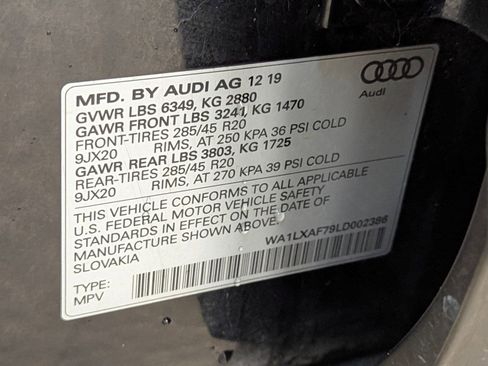 MFD. BY AUDI AG 12 19
GVWR LBS 6349, KG 2880
GAWR FRONT LBS 3241, KG 1470
FRONT-TIRES 285/45 R20
9JX20 RIMS, AT 250 KPA 36 PSI COLD
GAWR REAR LBS 3803, KG 1725
REAR-TIRES 285/45 R20
9JX20 RIMS, AT 270 KPA 39 PSI COLD
THIS VEHICLE CONFORMS TO ALL APPLICABLE
U.S. FEDERAL MOTOR VEHICLE SAFETY
STANDARDS IN EFFECT ON THE DATE OF
MANUFACTURE SHOWN ABOVE.
SLOVAKIA
WA1LXAF79LD002386
TYPE:
MPV
Audi